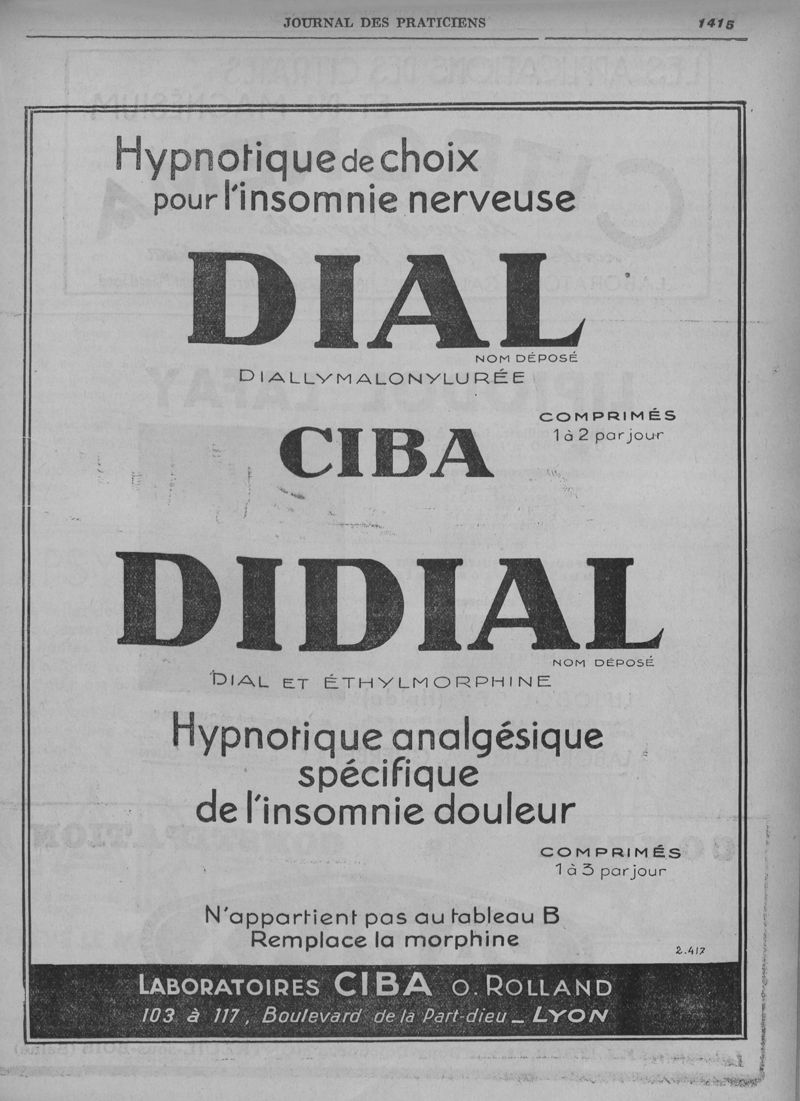 JOURNAL DES PRATICIENS
1415
Hypnotique de choix
pour l'insomnie nerveuse
DIAL
NOM DÉPOSÉ
DIALLYMALONYLURÉE
COMPRIMÉS
1 à 2 par jour
CIBA
DIDIAL
NOM DÉPOSÉ
DIAL ET ÉTHYLMORPHINE
Hypnotique analgésique
spécifique
de l'insomnie douleur
COMPRIMÉS
1 à 3 par jour
N'appartient pas au tableau B
Remplace la morphine
2.417
LABORATOIRES CIBA O. ROLLAND
103 à 117, Boulevard de la Part-dieu _ LYON